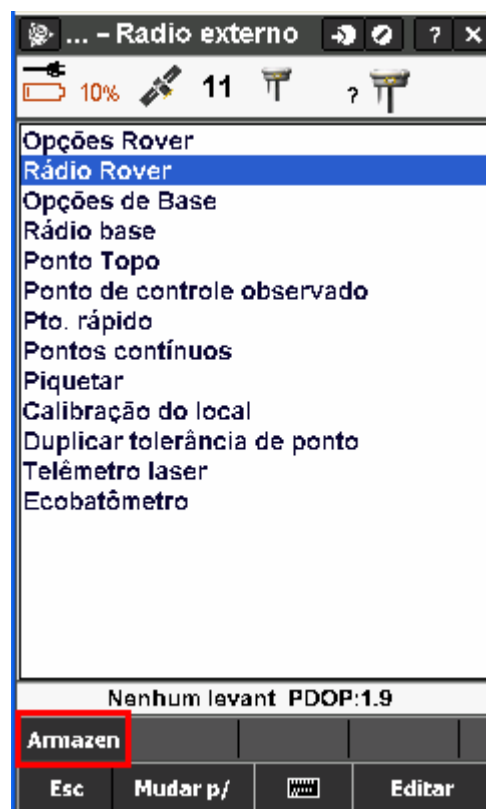 ... – Radio externo ? X
10% 11 ?
Opções Rover
Rádio Rover
Opções de Base
Rádio base
Ponto Topo
Ponto de controle observado
Pto. rápido
Pontos contínuos
Piquetar
Calibração do local
Duplicar tolerância de ponto
Telêmetro laser
Ecobatômetro
Nenhum levant PDOP:1.9
Armazen
Esc Mudar p/ Editar